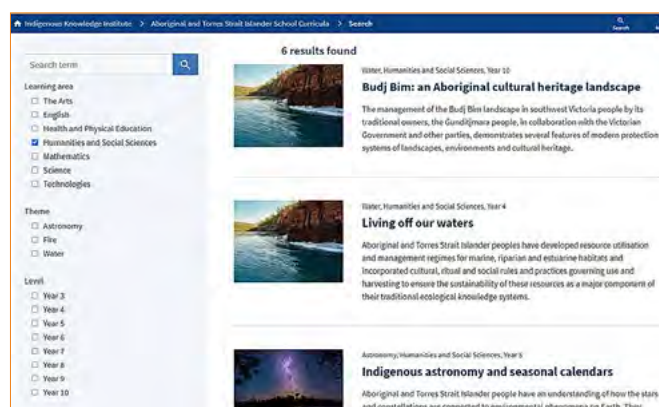 Indigenous Knowledge Institute > Aboriginal and Torres Strait Islander School Curricula > Search
Search
6 results found
Search term
Learning area
The Arts
English
Health and Physical Education
Humanities and Social Sciences
Mathematics
Science
Technologies
Theme
Astronomy
Fire
Water
Level
Year 3
Year 4
Year 5
Year 6
Year 7
Year 8
Year 9
Year 10
Water, Humanities and Social Sciences, Year 10
Budj Bim: an Aboriginal cultural heritage landscape
The management of the Budj Bim landscape in southwest Victoria people by its
traditional owners, the Gunditjmara people, in collaboration with the Victorian
Government and other parties, demonstrates several features of modern protection
systems of landscapes, environments and cultural heritage.
Water, Humanities and Social Sciences, Year 4
Living off our waters
Aboriginal and Torres Strait Islander peoples have developed resource utilisation
and management regimes for marine, riparian and estuarine habitats and
incorporated cultural, ritual and social rules and practices governing use and
harvesting to ensure the sustainability of these resources as a major component of
their traditional ecological knowledge systems.
Astronomy, Humanities and Social Sciences, Year 5
Indigenous astronomy and seasonal calendars
Aboriginal and Torres Strait Islander people have an understanding of how the stars
and constellations are connected to environmental phenomena on Earth. They